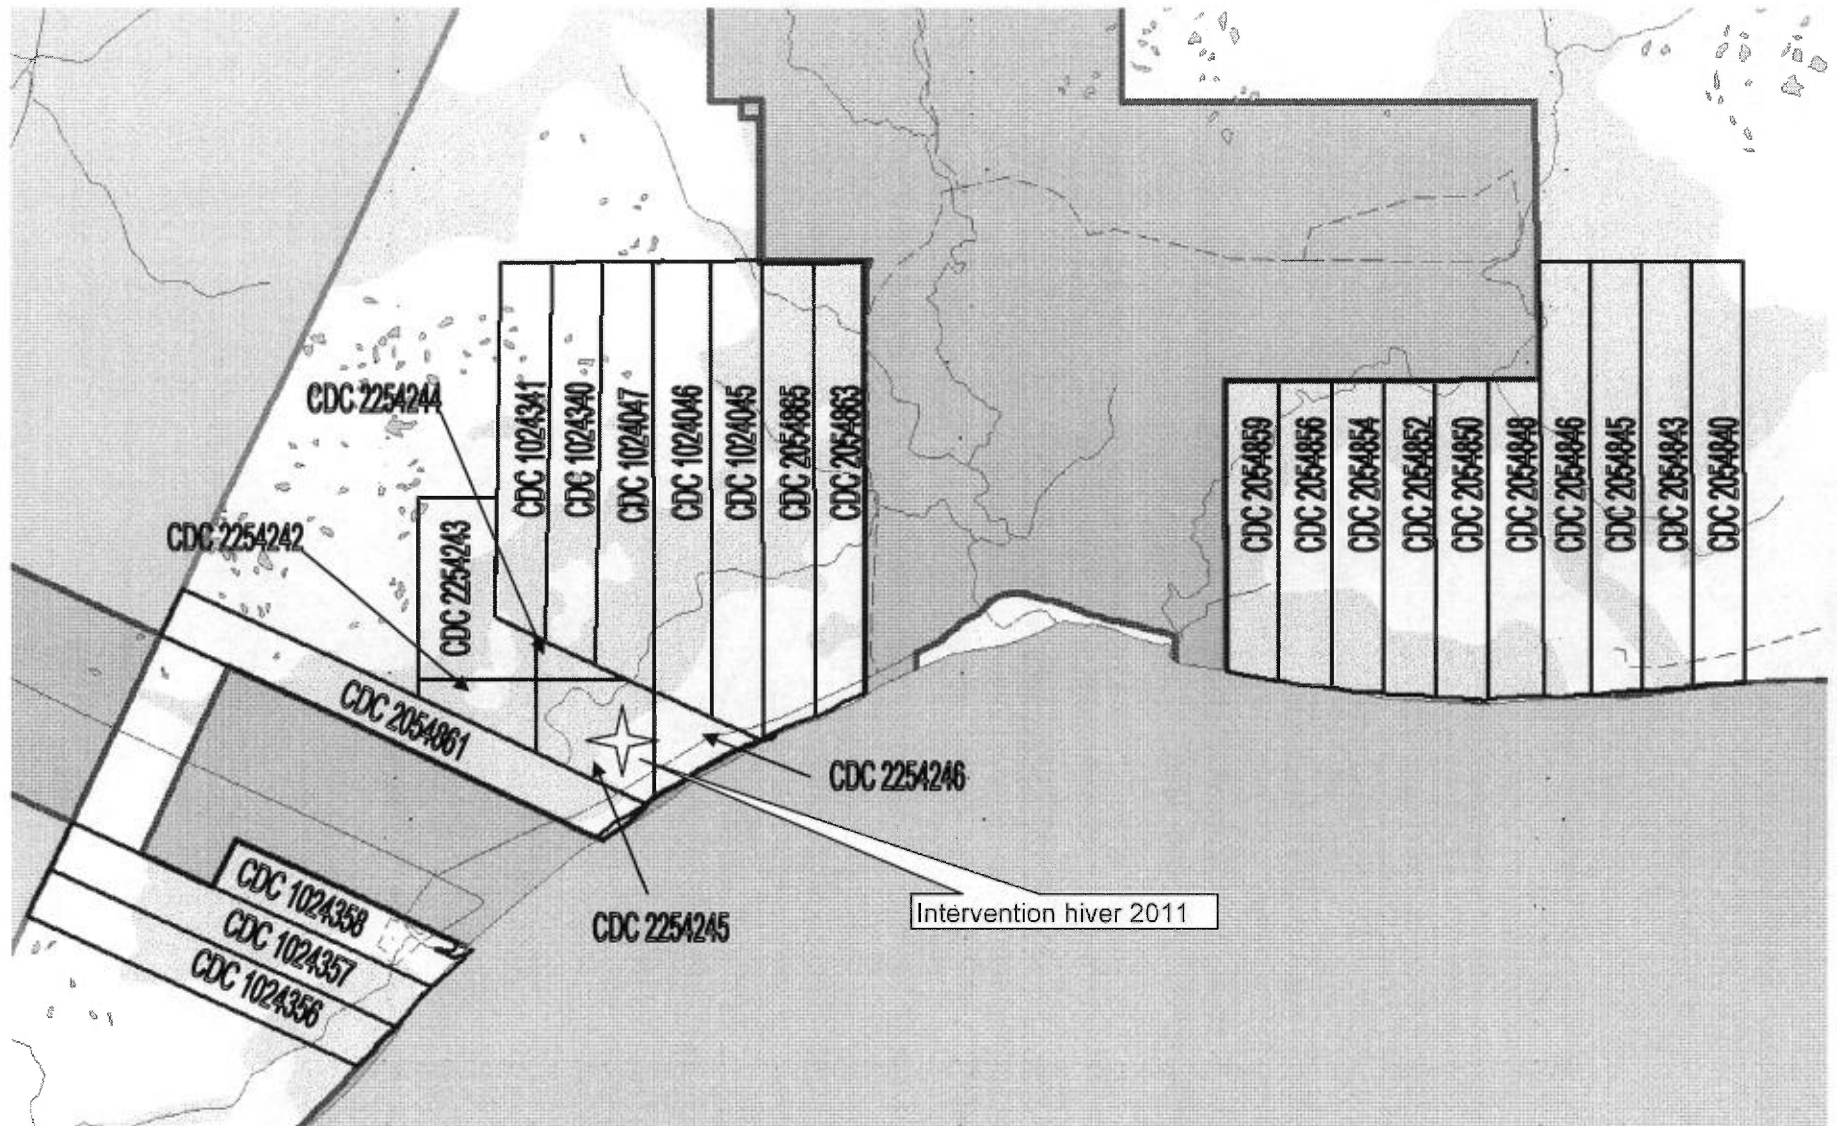 CDC 2254244
CDC 1024341
CDC 1024340
CDC 1024047
CDC 1024046
CDC 1024045
CDC 2054865
CDC 2054863
CDC 2054859
CDC 2054856
CDC 2054854
CDC 2054852
CDC 2054850
CDC 2054848
CDC 2054846
CDC 2054845
CDC 2054843
CDC 2054840
CDC 2254242
CDC 2254243
CDC 2054861
CDC 2254246
CDC 2254245
Intervention hiver 2011
CDC 1024358
CDC 1024357
CDC 1024356